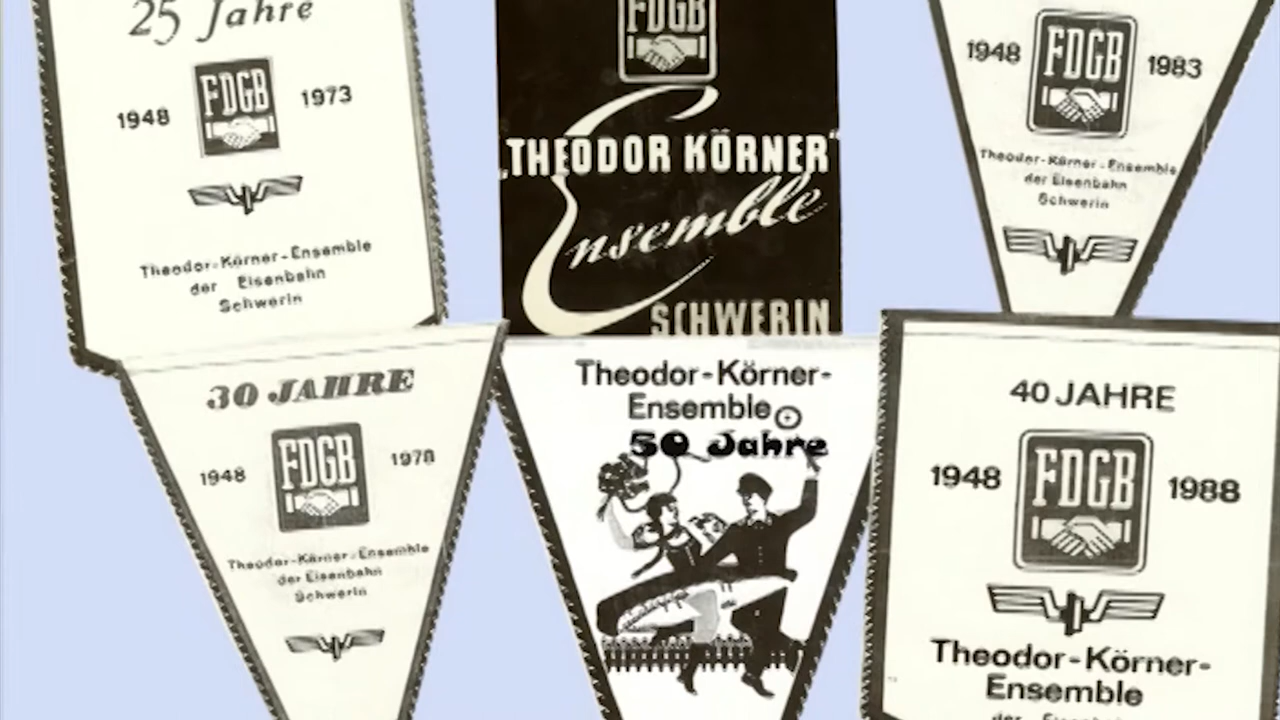 25 Jahre
FDGB
1948 1973
Theodor-Körner-Ensemble
der Eisenbahn
Schwerin
FDGB
„THEODOR KÖRNER“
Ensemble
SCHWERIN
FDGB
1948 1983
Theodor-Körner-Ensemble
der Eisenbahn
Schwerin
30 JAHRE
FDGB
1948 1978
Theodor-Körner-Ensemble
der Eisenbahn
Schwerin
Theodor-Körner-
Ensemble
50 Jahre
40 JAHRE
FDGB
1948 1988
Theodor-Körner-
Ensemble
der Eisenbahn